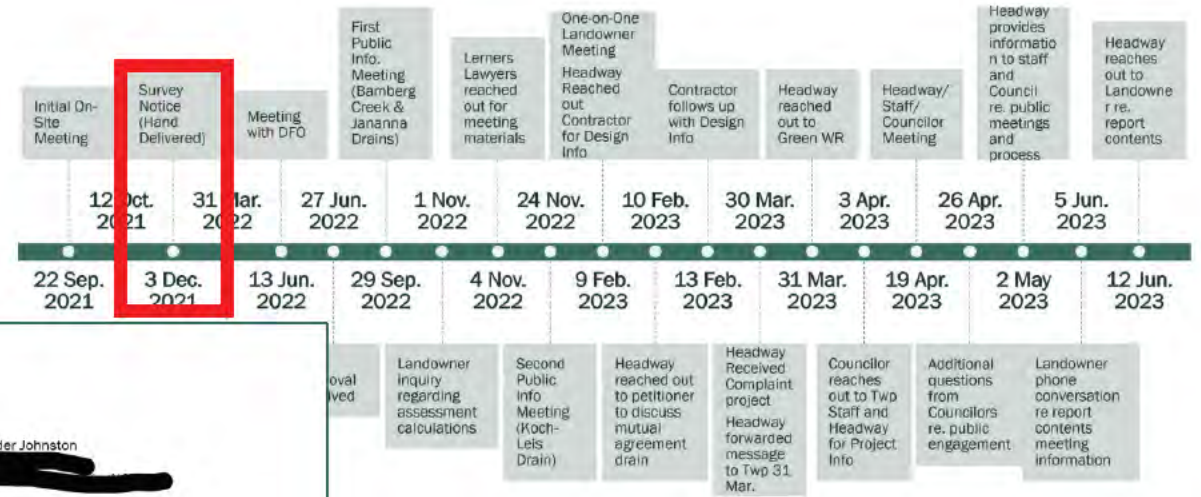 Initial On-
Site
Meeting
Survey
Notice
(Hand
Delivered)
Meeting
with DFO
First
Public
Info.
Meeting
(Bamberg
Creek &
Jananna
Drains)
Lerners
Lawyers
reached
out for
meeting
materials
One-on-One
Landowner
Meeting
Headway
Reached
out
Contractor
for Design
Info
Contractor
follows up
with Design
Info
Headway
reached
out to
Green WR
Headway/
Staff/
Councilor
Meeting
Headway
provides
informatio
n to staff
and
Council
re. public
meetings
and
process
Headway
reaches
out to
Landowne
r re.
report
contents
12 Oct.
2021
31 Mar.
2022
27 Jun.
2022
1 Nov.
2022
24 Nov.
2022
10 Feb.
2023
30 Mar.
2023
3 Apr.
2023
26 Apr.
2023
5 Jun.
2023
22 Sep.
2021
3 Dec.
2021
13 Jun.
2022
29 Sep.
2022
4 Nov.
2022
9 Feb.
2023
13 Feb.
2023
31 Mar.
2023
19 Apr.
2023
2 May
2023
12 Jun.
2023
oval
ved
Landowner
inquiry
regarding
assessment
calculations
Second
Public
Info
Meeting
(Koch-
Leis
Drain)
Headway
reached out
to petitioner
to discuss
mutual
agreement
drain
Headway
Received
Complaint
project
Headway
forwarded
message
to Twp 31
Mar.
Councilor
reaches
out to Twp
Staff and
Headway
for Project
Info
Additional
questions
from
Councilors
re. public
engagement
Landowner
phone
conversation
re report
contents
meeting
information
der Johnston